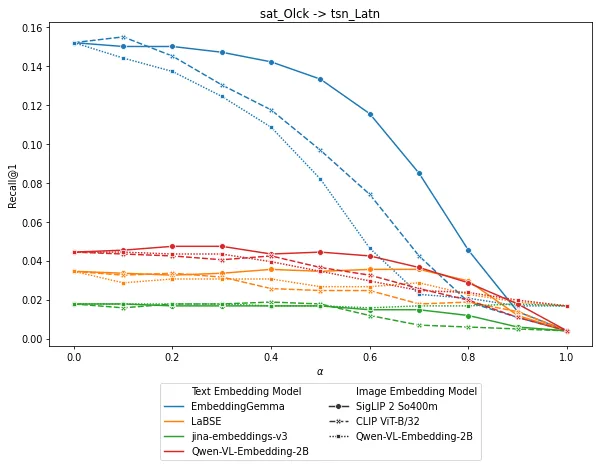 sat_Olck -> tsn_Latn
0.16
0.14
0.12
0.10
0.08
0.06
0.04
0.02
0.00
Recall@1
0.0 0.2 0.4 0.6 0.8 1.0
α
Text Embedding Model Image Embedding Model
EmbeddingGemma SigLIP 2 So400m
LaBSE CLIP ViT-B/32
jina-embeddings-v3 Qwen-VL-Embedding-2B
Qwen-VL-Embedding-2B